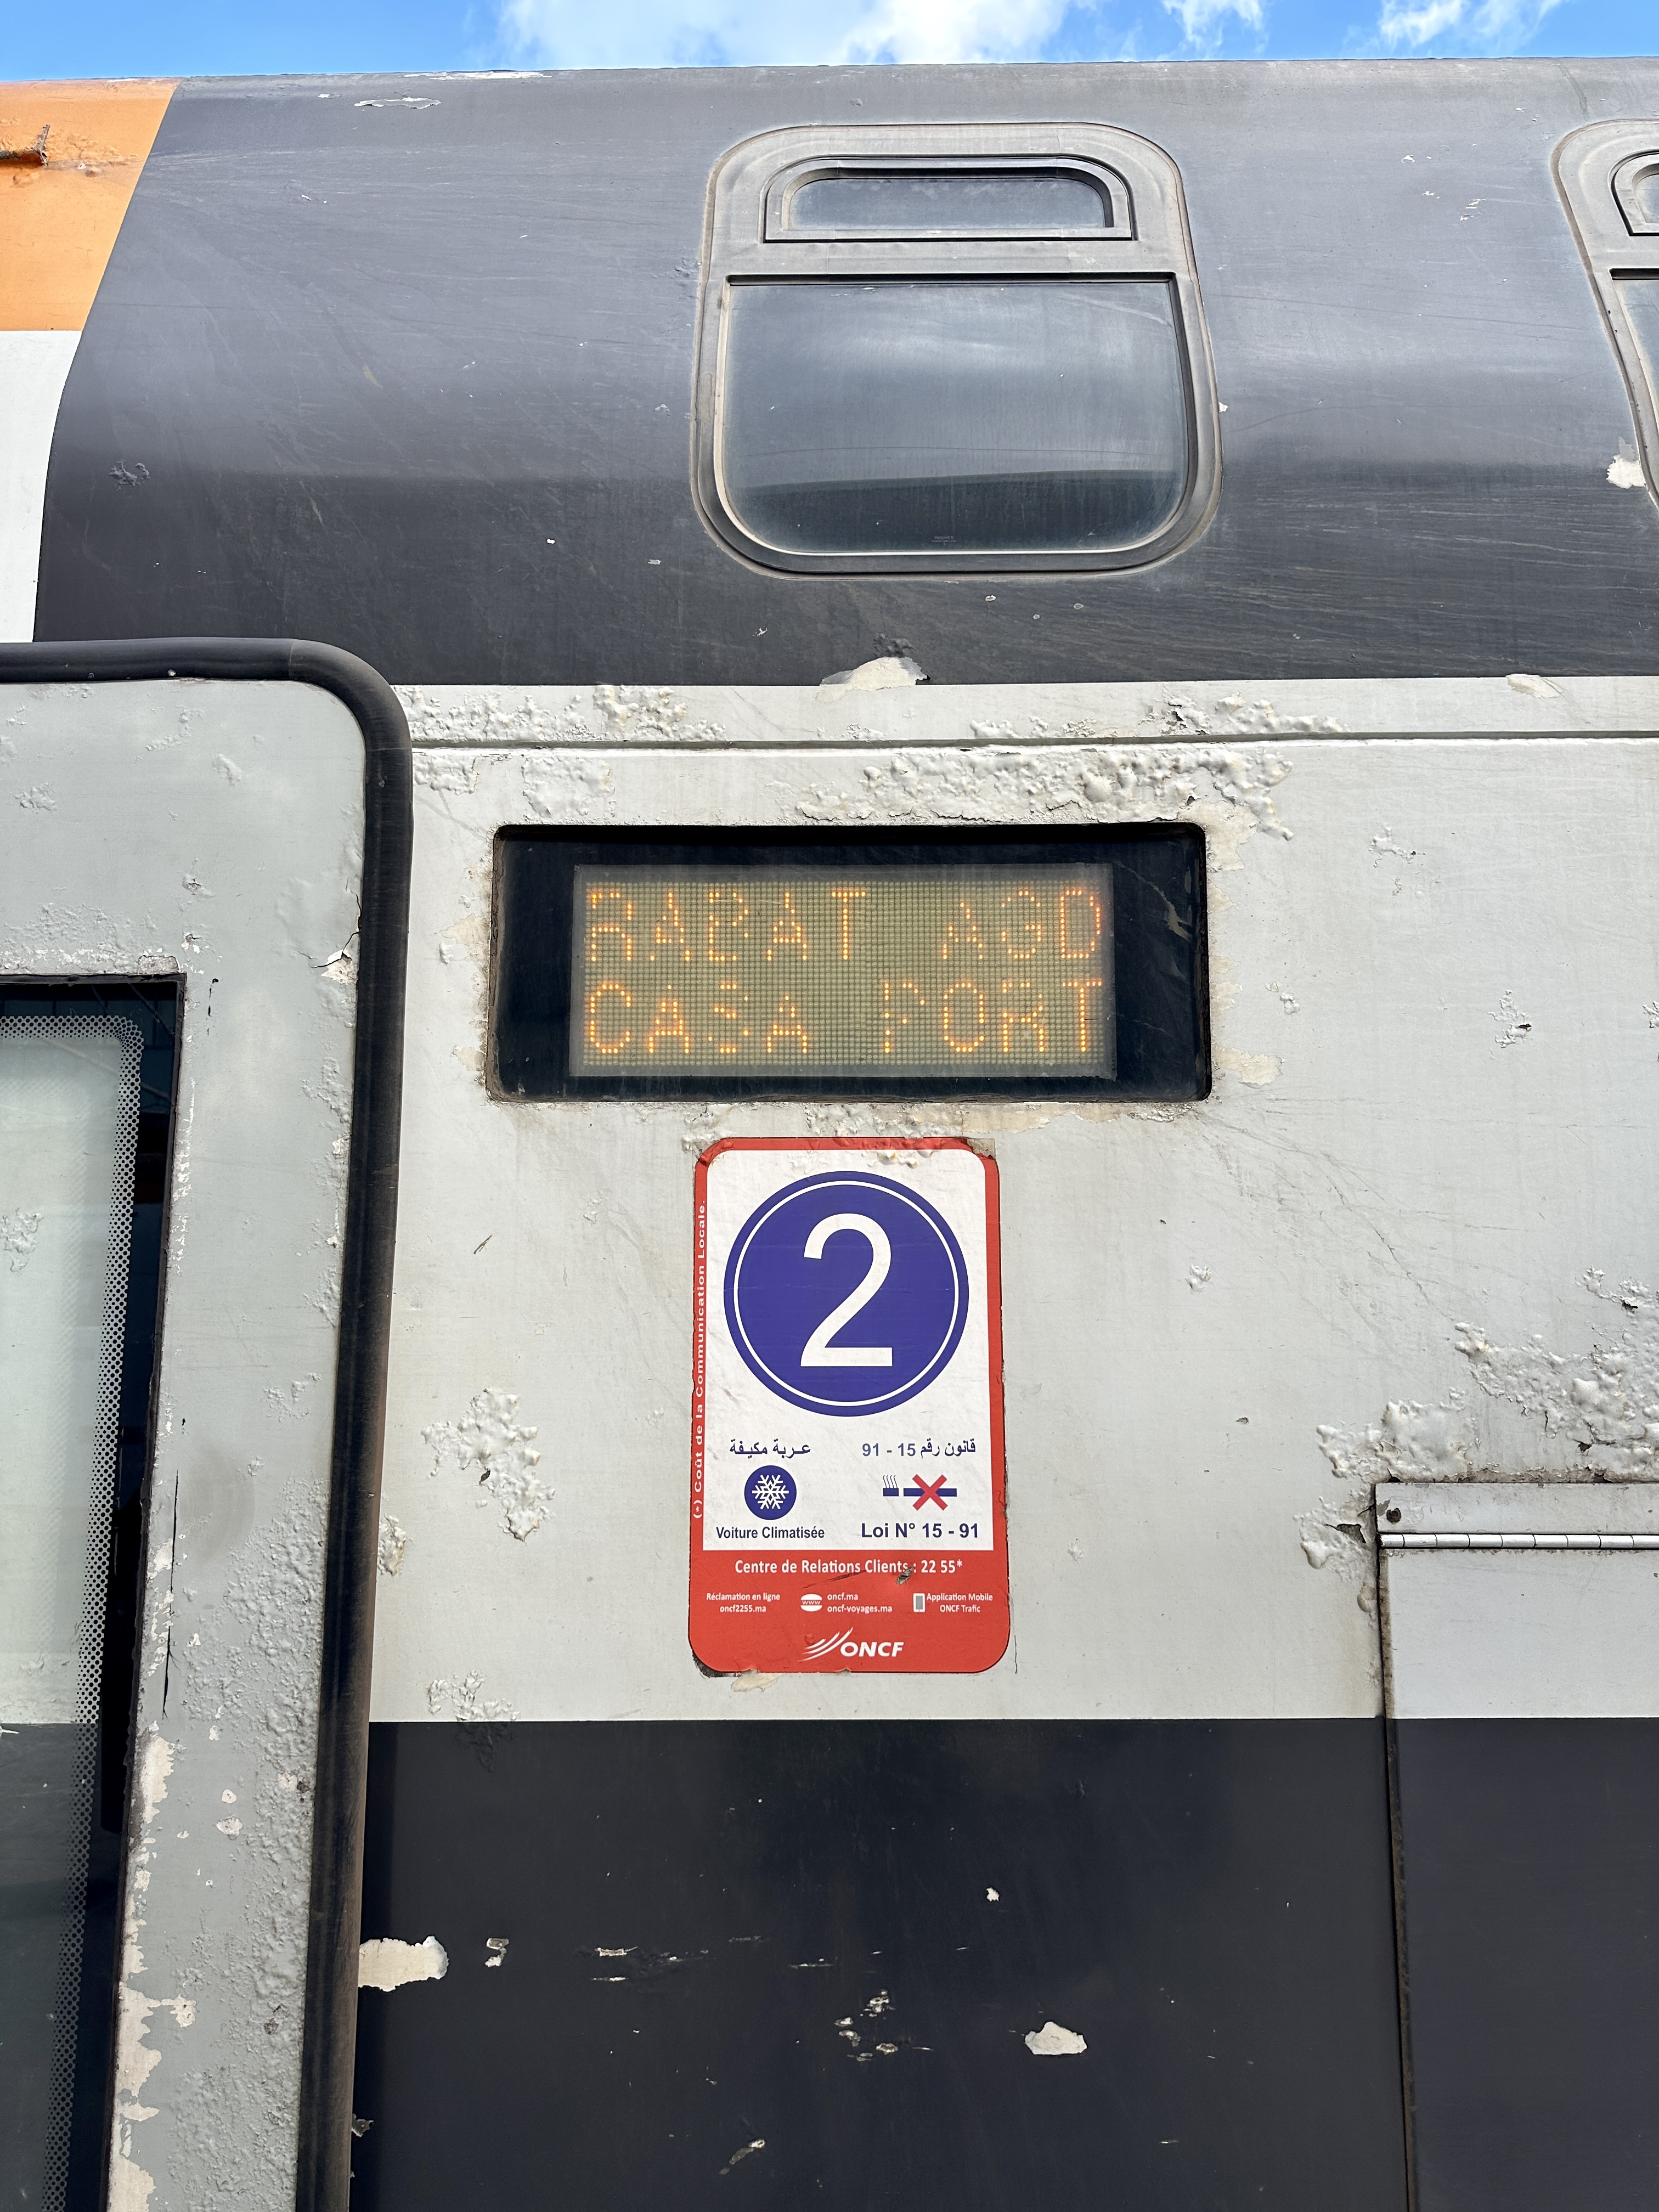 RABAT AGD
CASA PORT
2
(*) Coût de la Communication Locale.
عربة مكيفة
قانون رقم 15 - 91
Voiture Climatisée
Loi N° 15 - 91
Centre de Relations Clients : 22 55*
Réclamation en ligne
oncf2255.ma
www
oncf.ma
oncf-voyages.ma
Application Mobile
ONCF Trafic
ONCF